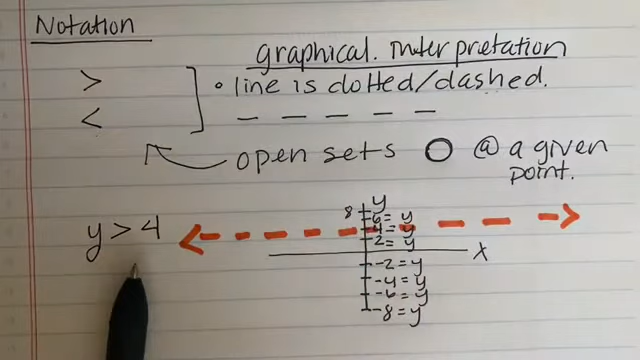 Notation
graphical. interpretation
>
• line is dotted/dashed.
<
open sets O @ a given
point.
y > 4
y
8
6 = y
4 = y
2 = y
x
-2 = y
-4 = y
-6 = y
-8 = y